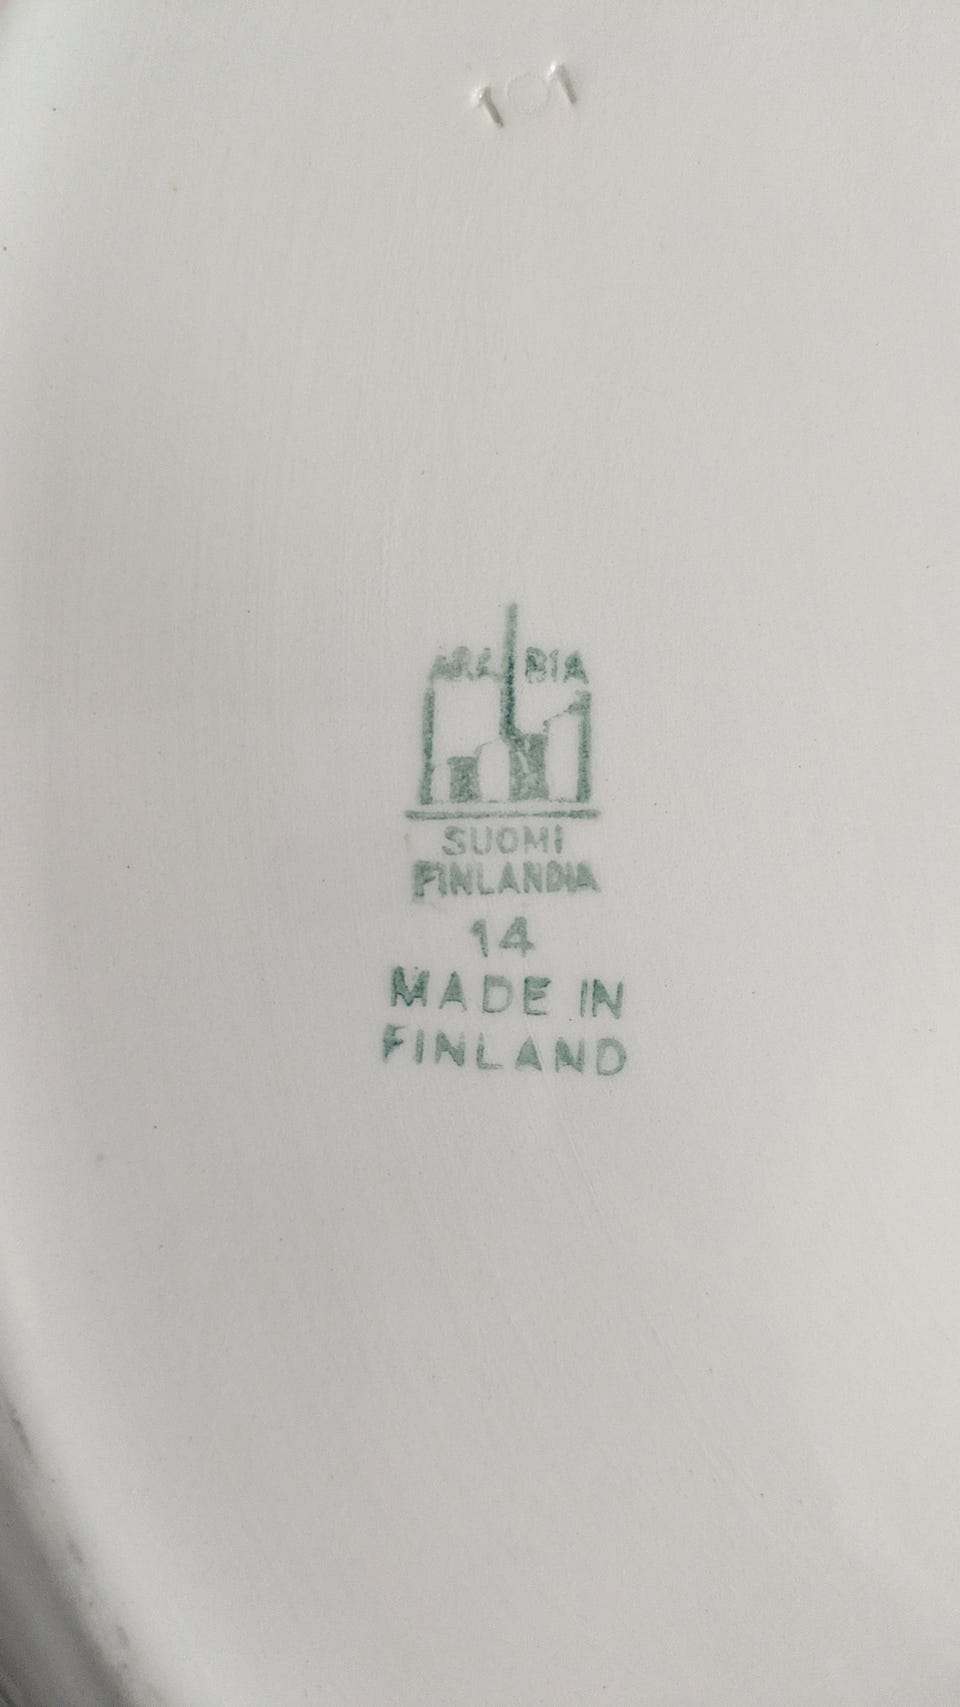 101
ARABIA
SUOMI
FINLANDIA
14
MADE IN
FINLAND